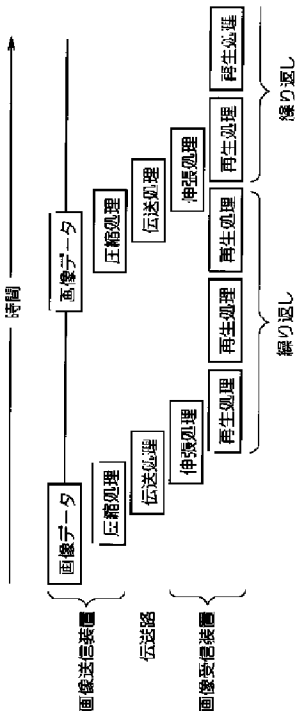 時間
画像送信装置
画像データ
画像データ
圧縮処理
圧縮処理
伝送路
伝送処理
伝送処理
画像受信装置
伸張処理
伸張処理
再生処理
再生処理
再生処理
再生処理
再生処理
繰り返し
繰り返し